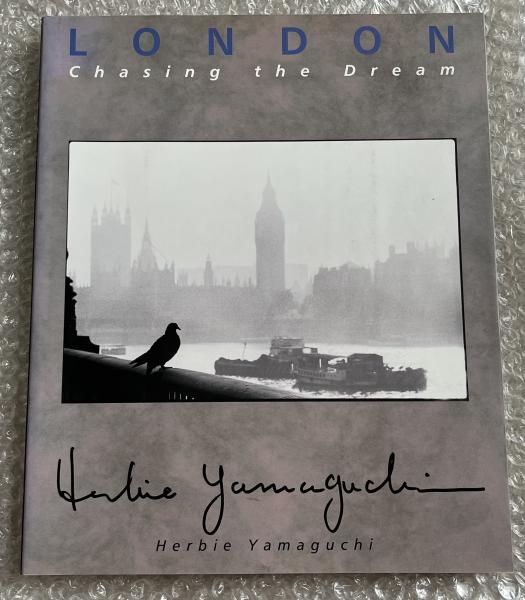 LONDON
Chasing the Dream
Herbie Yamaguchi
Herbie Yamaguchi